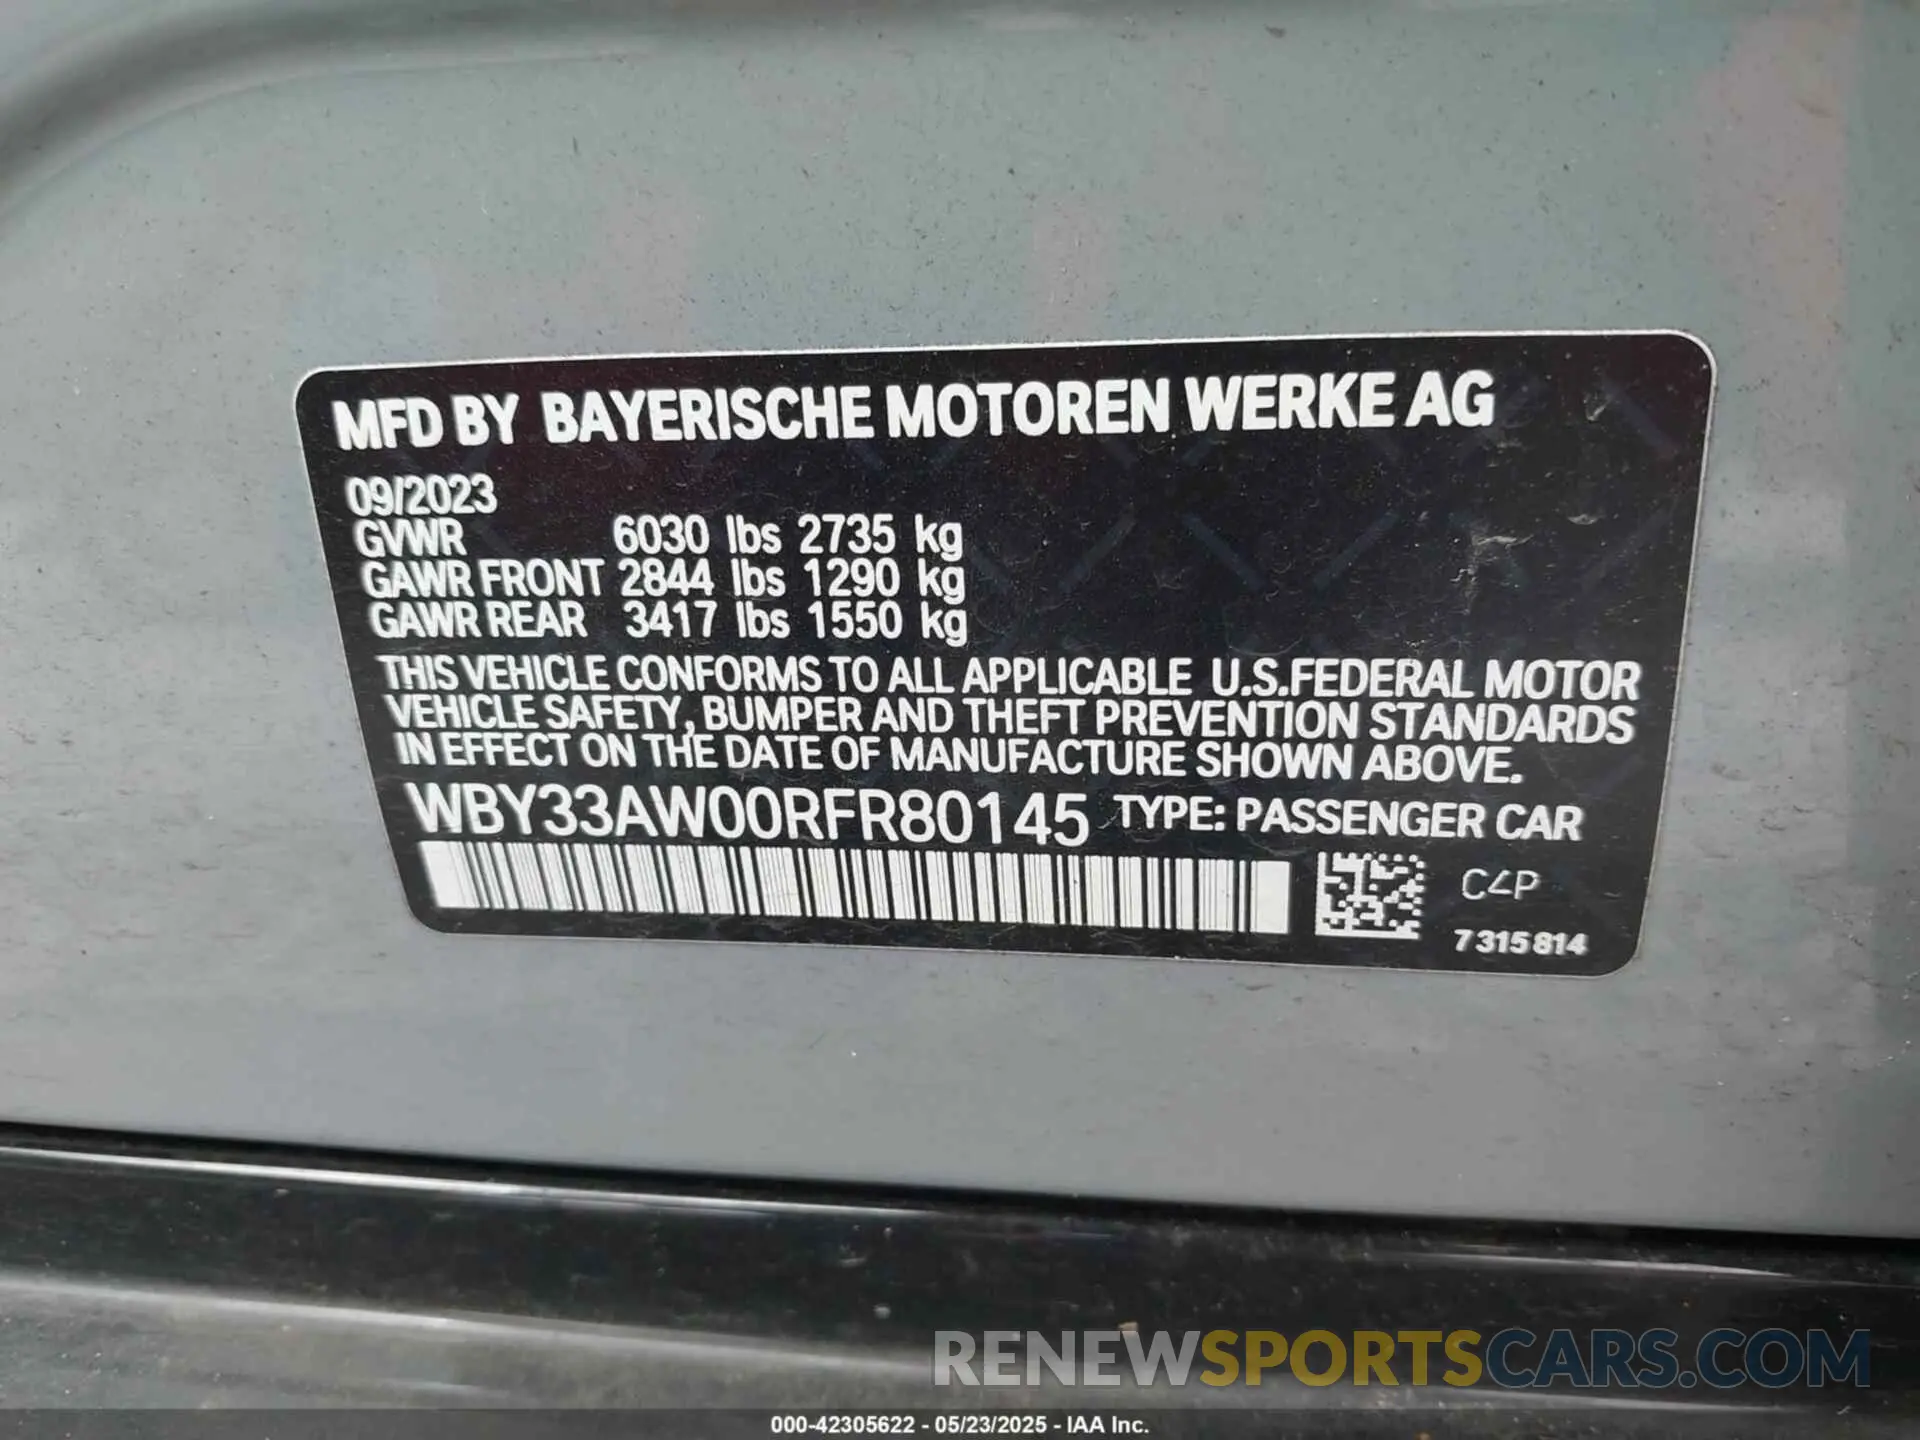 MFD BY BAYERISCHE MOTOREN WERKE AG
09/2023
GVWR 6030 lbs 2735 kg
GAWR FRONT 2844 lbs 1290 kg
GAWR REAR 3417 lbs 1550 kg
THIS VEHICLE CONFORMS TO ALL APPLICABLE U.S.FEDERAL MOTOR
VEHICLE SAFETY, BUMPER AND THEFT PREVENTION STANDARDS
IN EFFECT ON THE DATE OF MANUFACTURE SHOWN ABOVE.
WBY33AW00RFR80145 TYPE: PASSENGER CAR
C4P
7315814
RENEWSPORTSCARS.COM
000-42305622 - 05/23/2025 - IAA Inc.